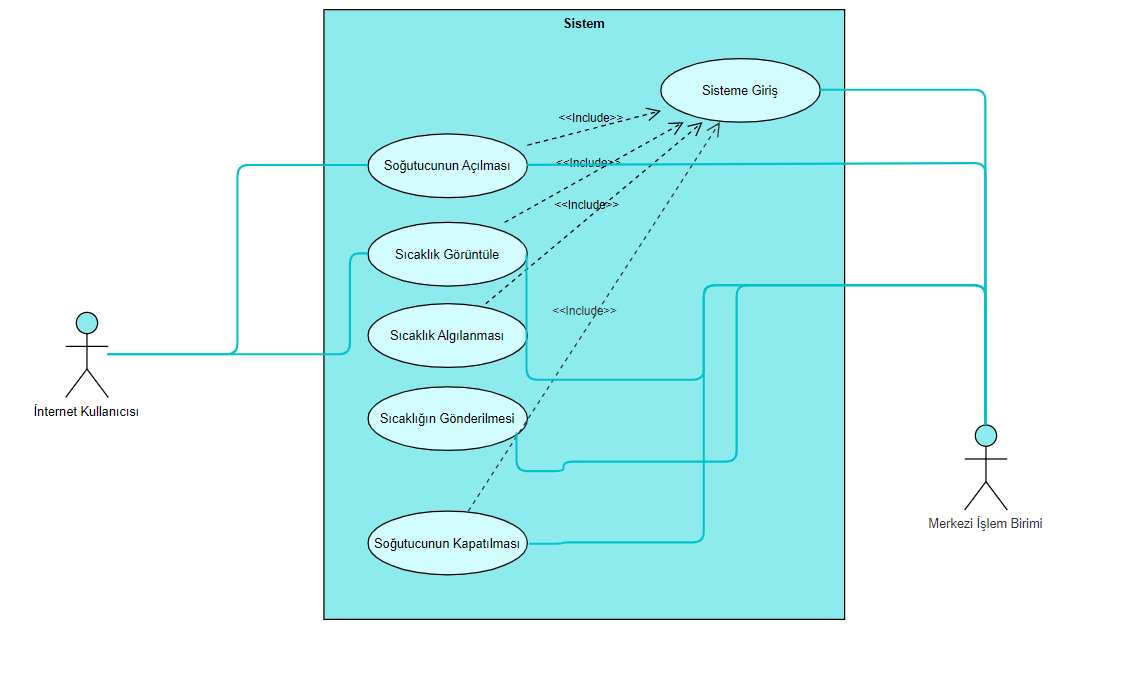 Sistem
Sisteme Giriş
<<Include>>
Soğutucunun Açılması
<<Include>>
<<Include>>
Sıcaklık Görüntüle
<<Include>>
Sıcaklık Algılanması
İnternet Kullanıcısı
Sıcaklığın Gönderilmesi
Merkezi İşlem Birimi
Soğutucunun Kapatılması